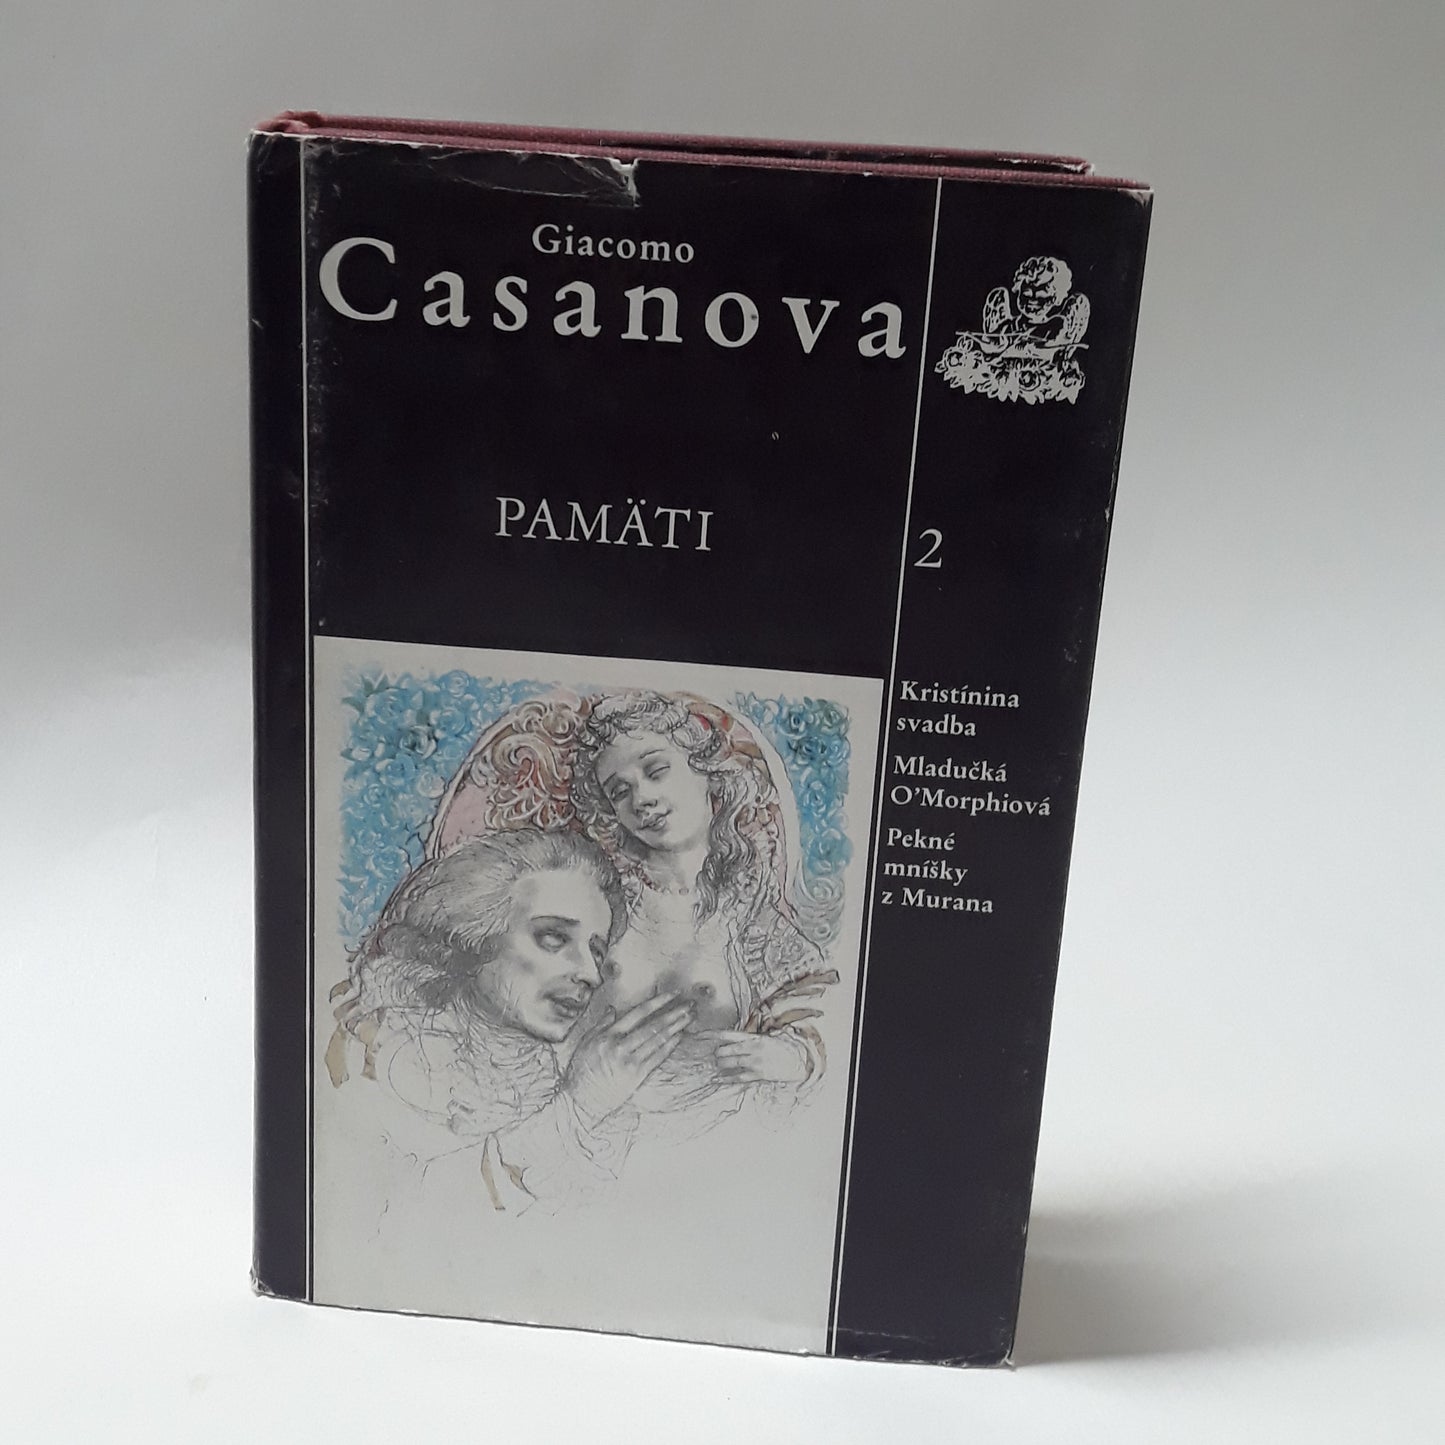 Giacomo
Casanova
PAMÄTI
2
Kristínina
svadba
Mladučká
O’Morphiová
Pekné
mníšky
z Murana